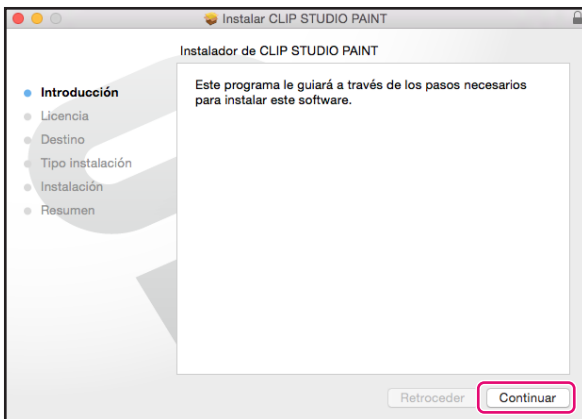 Instalar CLIP STUDIO PAINT
Instalador de CLIP STUDIO PAINT
Introducción
Licencia
Destino
Tipo instalación
Instalación
Resumen
Este programa le guiará a través de los pasos necesarios
para instalar este software.
Retroceder
Continuar